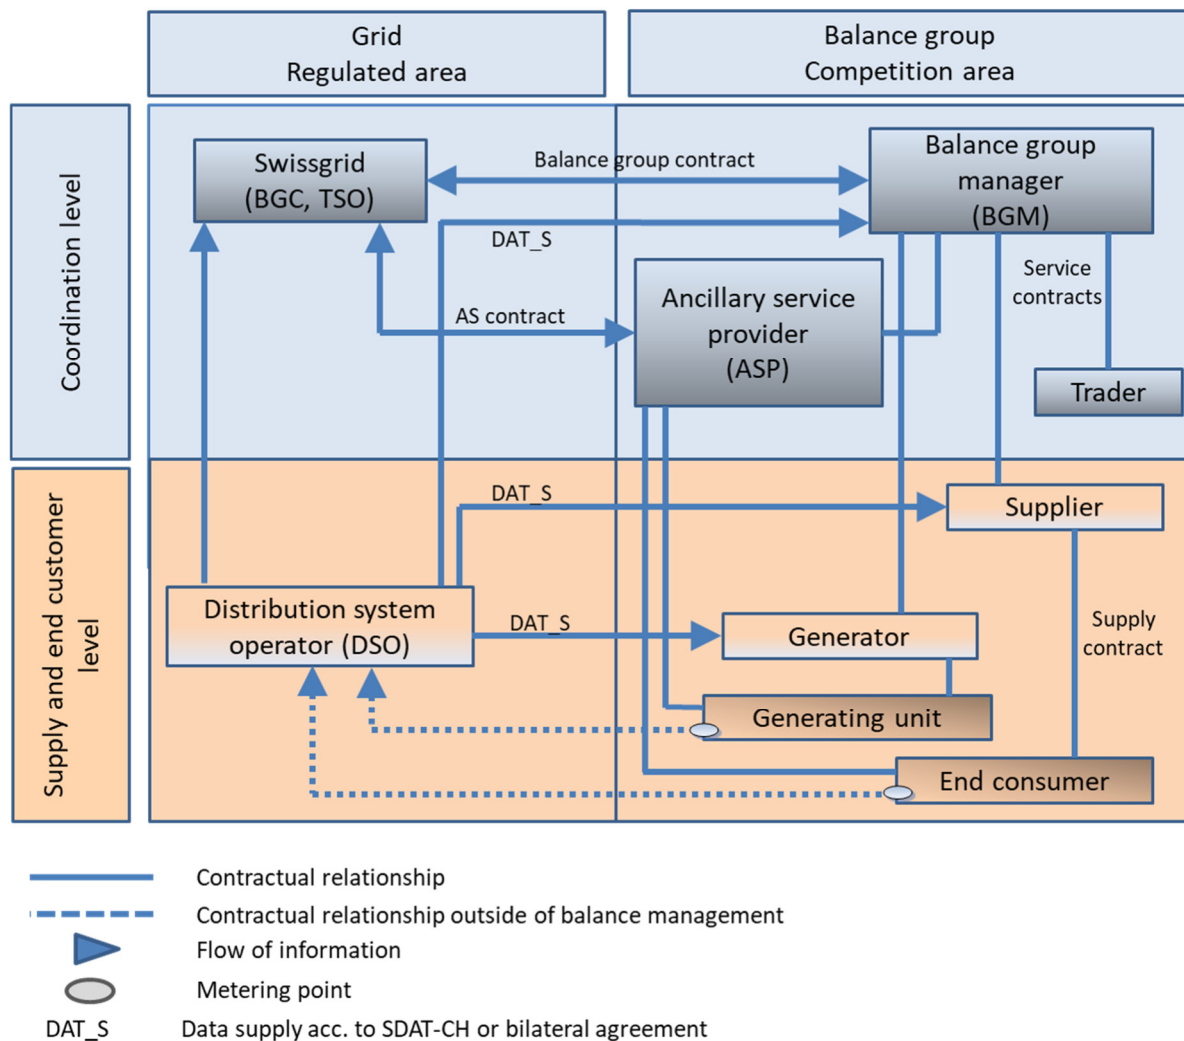 Grid
Regulated area
Balance group
Competition area
Coordination level
Swissgrid
(BGC, TSO)
Balance group contract
Balance group
manager
(BGM)
DAT_S
Ancillary service
provider
(ASP)
AS contract
Service
contracts
Trader
Supply and end customer
level
DAT_S
Supplier
Distribution system
operator (DSO)
DAT_S
Generator
Supply
contract
Generating unit
End consumer
Contractual relationship
Contractual relationship outside of balance management
Flow of information
Metering point
DAT_S Data supply acc. to SDAT-CH or bilateral agreement